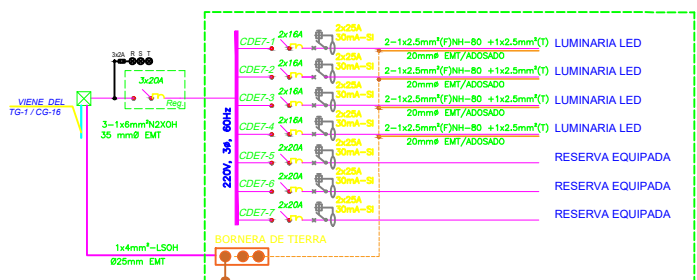 3x2A R S T
3x20A
Reg.
VIENE DEL
TG-1 / CG-16
3-1x6mm²N2XOH
35 mmØ EMT
1x4mm²-LSOH
Ø25mm EMT
220V, 3ø, 60Hz
CDE7-1 2x16A 2x25A 30mA-SI 2-1x2.5mm²(F)NH-80 +1x2.5mm²(T) LUMINARIA LED
20mmø EMT/ADOSADO
CDE7-2 2x16A 2x25A 30mA-SI 2-1x2.5mm²(F)NH-80 +1x2.5mm²(T) LUMINARIA LED
20mmø EMT/ADOSADO
CDE7-3 2x16A 2x25A 30mA-SI 2-1x2.5mm²(F)NH-80 +1x2.5mm²(T) LUMINARIA LED
20mmø EMT/ADOSADO
CDE7-4 2x16A 2x25A 30mA-SI 2-1x2.5mm²(F)NH-80 +1x2.5mm²(T) LUMINARIA LED
20mmø EMT/ADOSADO
CDE7-5 2x20A 2x25A 30mA-SI RESERVA EQUIPADA
CDE7-6 2x20A 2x25A 30mA-SI RESERVA EQUIPADA
CDE7-7 2x20A 2x25A 30mA-SI RESERVA EQUIPADA
BORNERA DE TIERRA